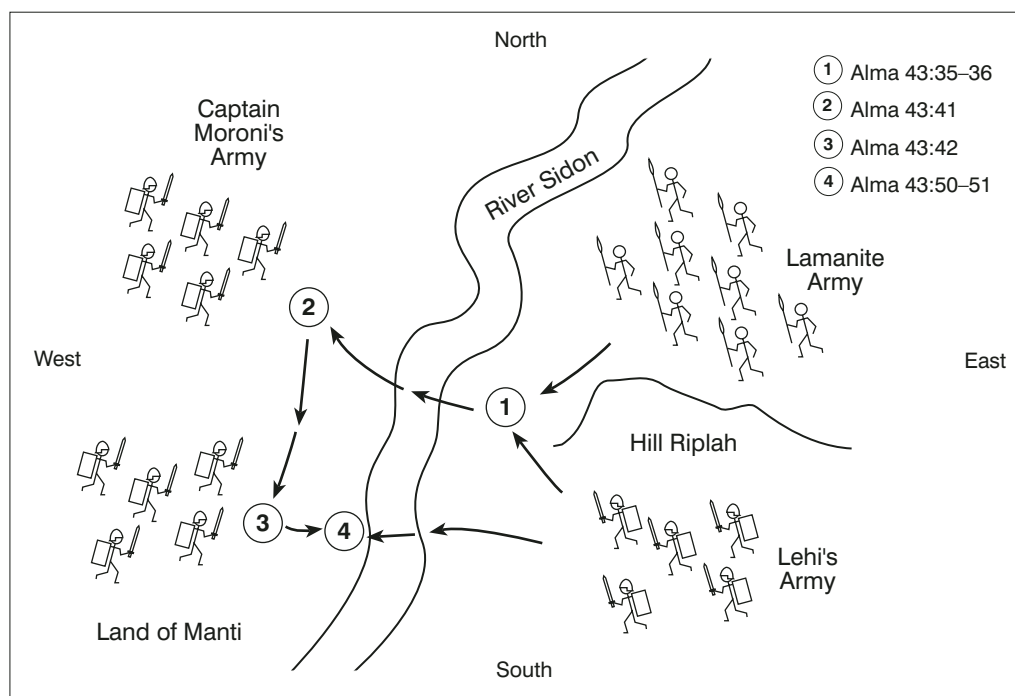 North
1 Alma 43:35–36
2 Alma 43:41
3 Alma 43:42
4 Alma 43:50–51
Captain
Moroni's
Army
River Sidon
Lamanite
Army
2
West
East
1
Hill Riplah
3
4
Lehi's
Army
Land of Manti
South